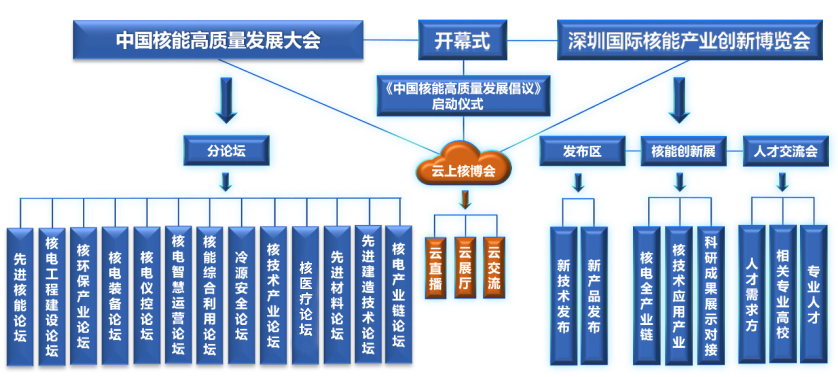 中国核能高质量发展大会
开幕式
深圳国际核能产业创新博览会
《中国核能高质量发展倡议》
启动仪式
分论坛
云上核博会
发布区
核能创新展
人才交流会
先进核能论坛
核电工程建设论坛
核环保产业论坛
核电装备论坛
核电仪控论坛
核电智慧运营论坛
核能综合利用论坛
冷源安全论坛
核技术产业论坛
核医疗论坛
先进材料论坛
先进建造技术论坛
核电产业链论坛
云直播
云展厅
云交流
新技术发布
新产品发布
核电全产业链
核技术应用产业
科研成果展示对接
人才需求方
相关专业高校
专业人才